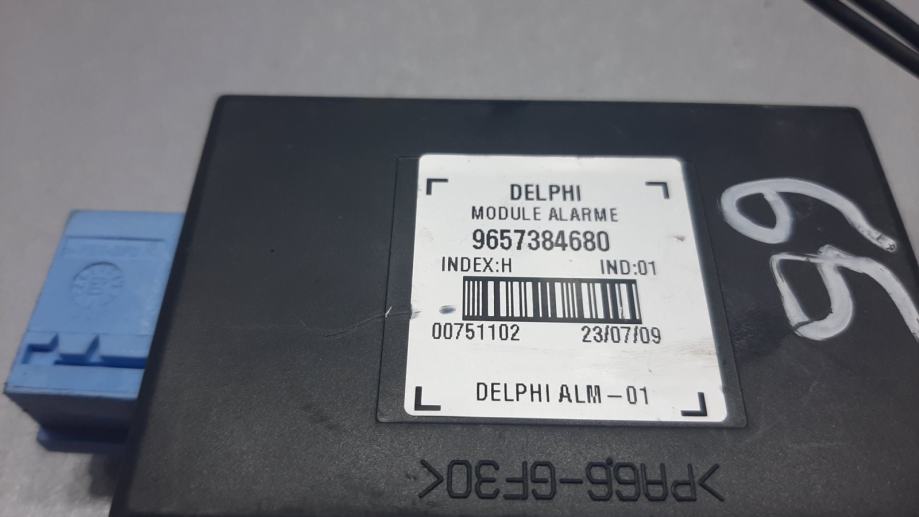 DELPHI
MODULE ALARME
9657384680
INDEX:H IND:01
00751102 23/07/09
DELPHI ALM-01
>PA66-GF30<